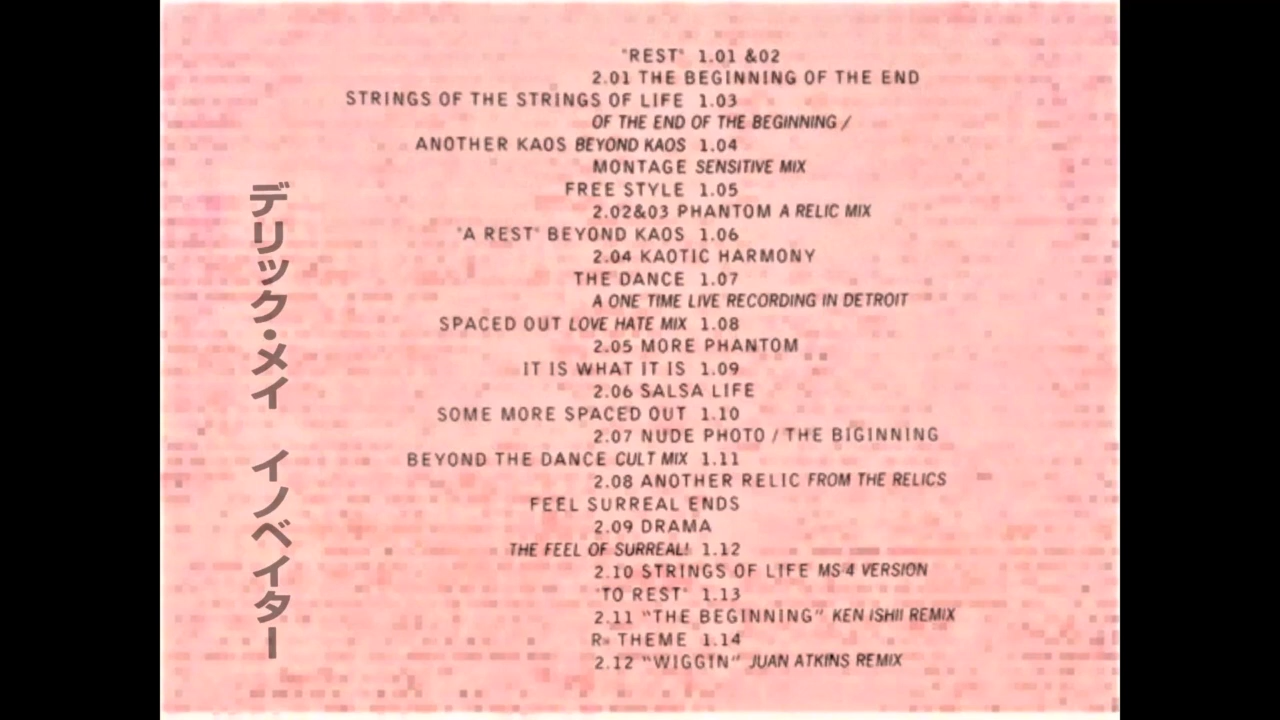 "REST" 1.01 &02
2.01 THE BEGINNING OF THE END
STRINGS OF THE STRINGS OF LIFE 1.03
OF THE END OF THE BEGINNING /
ANOTHER KAOS BEYOND KAOS 1.04
MONTAGE SENSITIVE MIX
FREE STYLE 1.05
2.02&03 PHANTOM A RELIC MIX
"A REST" BEYOND KAOS 1.06
2.04 KAOTIC HARMONY
THE DANCE 1.07
A ONE TIME LIVE RECORDING IN DETROIT
SPACED OUT LOVE HATE MIX 1.08
2.05 MORE PHANTOM
IT IS WHAT IT IS 1.09
2.06 SALSA LIFE
SOME MORE SPACED OUT 1.10
2.07 NUDE PHOTO / THE BIGINNING
BEYOND THE DANCE CULT MIX 1.11
2.08 ANOTHER RELIC FROM THE RELICS
FEEL SURREAL ENDS
2.09 DRAMA
THE FEEL OF SURREAL! 1.12
2.10 STRINGS OF LIFE MS-4 VERSION
"TO REST" 1.13
2.11 "THE BEGINNING" KEN ISHII REMIX
R» THEME 1.14
2.12 "WIGGIN" JUAN ATKINS REMIX
デリック・メイ イノベイター